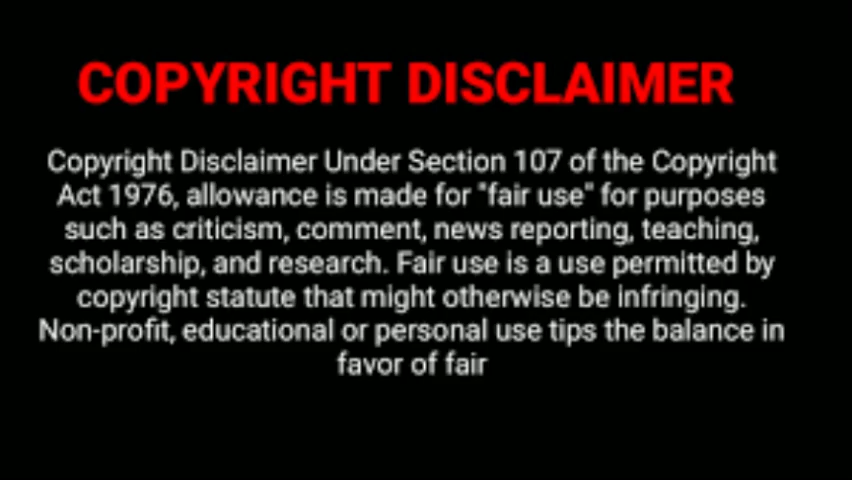 COPYRIGHT DISCLAIMER
Copyright Disclaimer Under Section 107 of the Copyright
Act 1976, allowance is made for "fair use" for purposes
such as criticism, comment, news reporting, teaching,
scholarship, and research. Fair use is a use permitted by
copyright statute that might otherwise be infringing.
Non-profit, educational or personal use tips the balance in
favor of fair